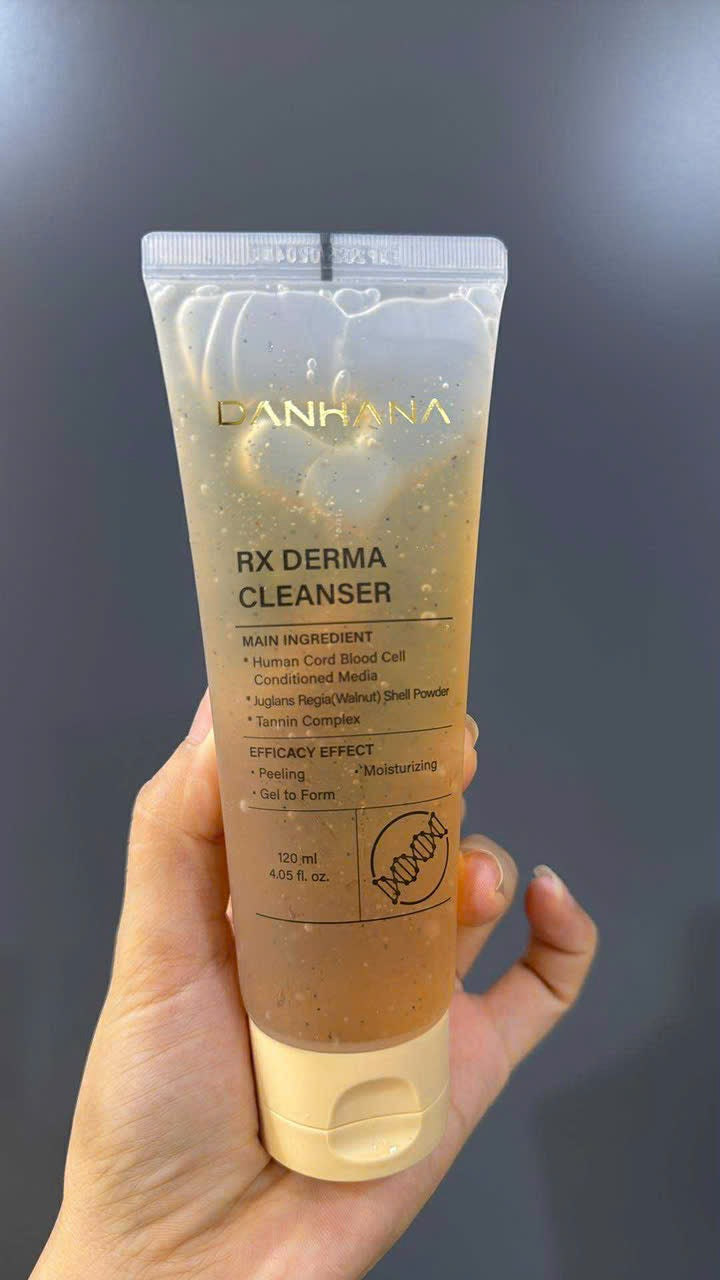 DANHANA
RX DERMA
CLEANSER
MAIN INGREDIENT
* Human Cord Blood Cell
Conditioned Media
* Juglans Regia(Walnut) Shell Powder
* Tannin Complex
EFFICACY EFFECT
• Peeling • Moisturizing
• Gel to Form
120 ml
4.05 fl. oz.